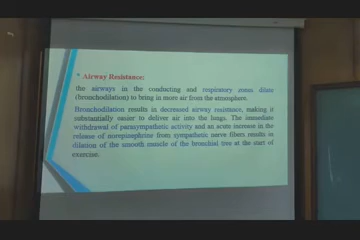 * Airway Resistance:
the airways in the conducting and respiratory zones dilate
(bronchodilation) to bring in more air from the atmosphere.
Bronchodilation results in decreased airway resistance, making it
substantially easier to deliver air into the lungs. The immediate
withdrawal of parasympathetic activity and an acute increase in the
release of norepinephrine from sympathetic nerve fibers results in
dilation of the smooth muscle of the bronchial tree at the start of
exercise.